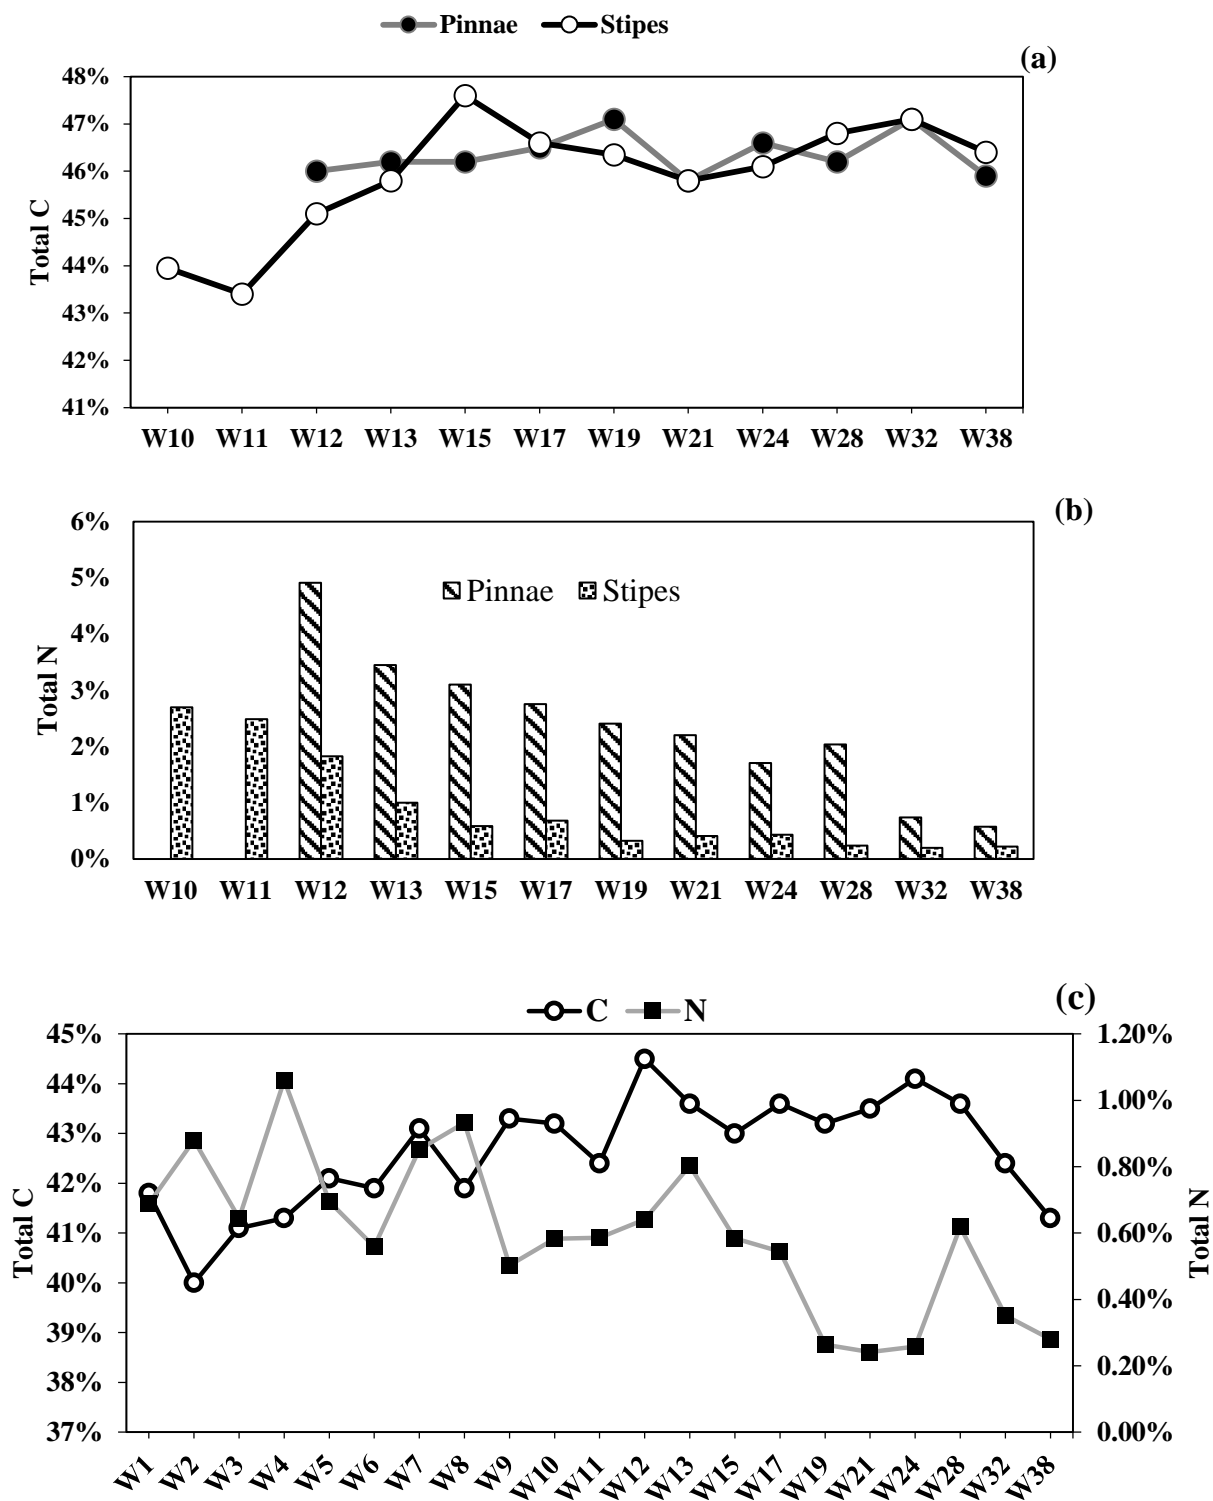 Pinnae Stipes
(a)
48%
47%
46%
45%
44%
43%
42%
41%
Total C
W10 W11 W12 W13 W15 W17 W19 W21 W24 W28 W32 W38
(b)
6%
5%
4%
3%
2%
1%
0%
Total N
Pinnae Stipes
W10 W11 W12 W13 W15 W17 W19 W21 W24 W28 W32 W38
(c)
C N
45%
44%
43%
42%
41%
40%
39%
38%
37%
Total C
1.20%
1.00%
0.80%
0.60%
0.40%
0.20%
0.00%
Total N
W1 W2 W3 W4 W5 W6 W7 W8 W9 W10 W11 W12 W13 W15 W17 W19 W21 W24 W28 W32 W38